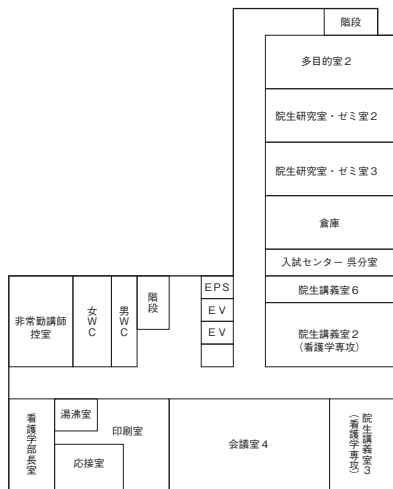 階段
多目的室2
院生研究室・ゼミ室2
院生研究室・ゼミ室3
倉庫
入試センター 呉分室
院生講義室6
院生講義室2
（看護学専攻）
非常勤講師
控室
女WC
男WC
階段
EPS
EV
EV
看護学部長室
湯沸室
印刷室
応接室
会議室4
院生講義室3
（看護学専攻）